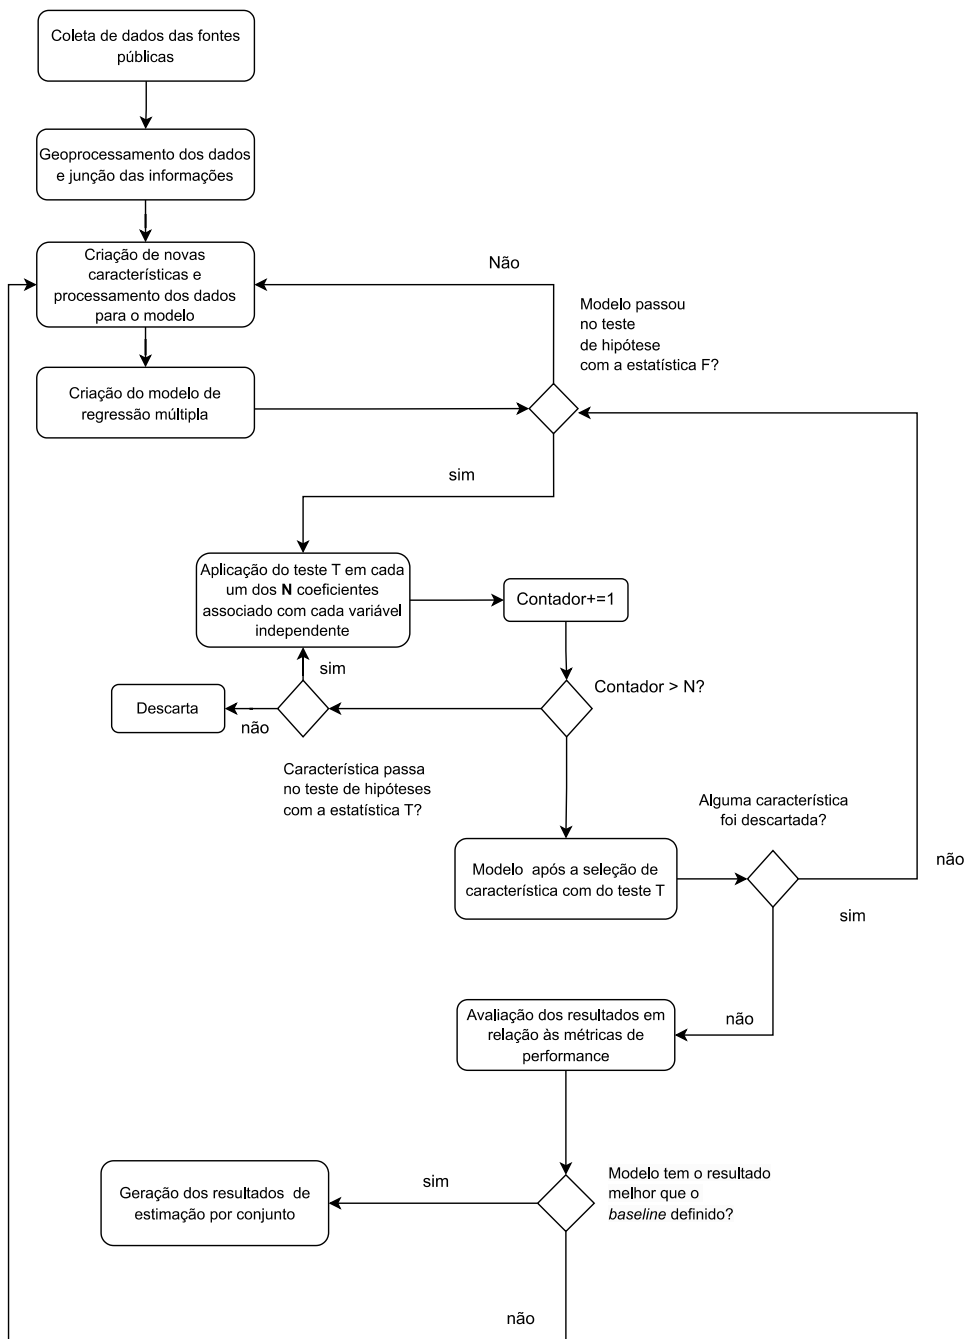 Coleta de dados das fontes
públicas
Geoprocessamento dos dados
e junção das informações
Criação de novas
característícas e
processamento dos dados
para o modelo
Não
Modelo passou
no teste
de hipótese
com a estatística F?
Criação do modelo de
regressão múltipla
sim
Aplicação do teste T em cada
um dos N coeficientes
associado com cada variável
independente
Contador+=1
sim
Contador > N?
Descarta
não
Característica passa
no teste de hipóteses
com a estatística T?
Alguma característica
foi descartada?
Modelo após a seleção de
característica com do teste T
não
sim
Avaliação dos resultados em
relação às métricas de
performance
não
Geração dos resultados de
estimação por conjunto
sim
Modelo tem o resultado
melhor que o
baseline definido?
não